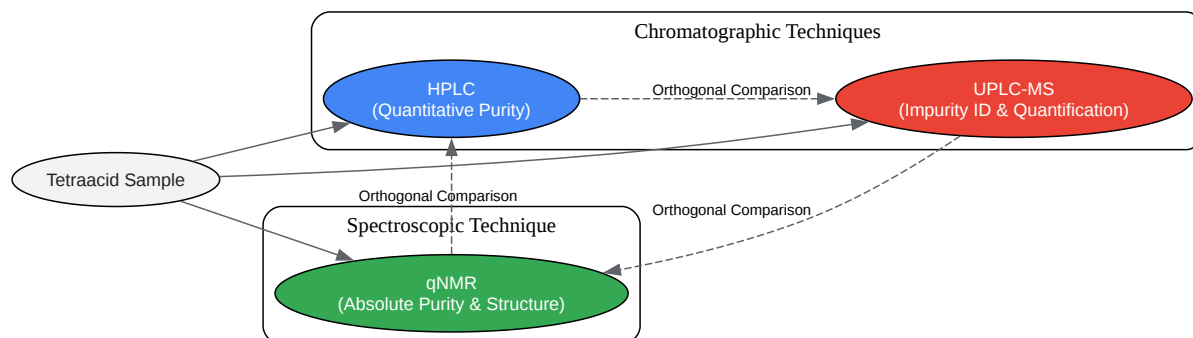 Chromatographic Techniques
HPLC
(Quantitative Purity)
Orthogonal Comparison
UPLC-MS
(Impurity ID & Quantification)
Tetraacid Sample
Orthogonal Comparison
Orthogonal Comparison
Spectroscopic Technique
qNMR
(Absolute Purity & Structure)